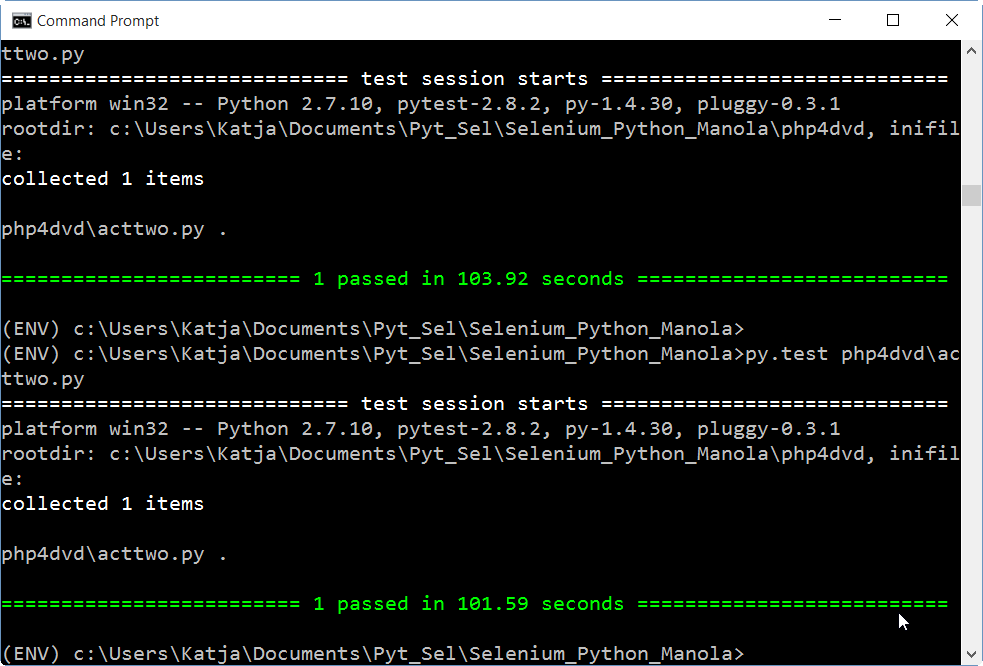 Command Prompt
ttwo.py
============================= test session starts =============================
platform win32 -- Python 2.7.10, pytest-2.8.2, py-1.4.30, pluggy-0.3.1
rootdir: c:\Users\Katja\Documents\Pyt_Sel\Selenium_Python_Manola\php4dvd, inifil
e:
collected 1 items
php4dvd\acttwo.py .
========================= 1 passed in 103.92 seconds ==========================
(ENV) c:\Users\Katja\Documents\Pyt_Sel\Selenium_Python_Manola>
(ENV) c:\Users\Katja\Documents\Pyt_Sel\Selenium_Python_Manola>py.test php4dvd\ac
ttwo.py
============================= test session starts =============================
platform win32 -- Python 2.7.10, pytest-2.8.2, py-1.4.30, pluggy-0.3.1
rootdir: c:\Users\Katja\Documents\Pyt_Sel\Selenium_Python_Manola\php4dvd, inifil
e:
collected 1 items
php4dvd\acttwo.py .
========================= 1 passed in 101.59 seconds ==========================
(ENV) c:\Users\Katja\Documents\Pyt_Sel\Selenium_Python_Manola>